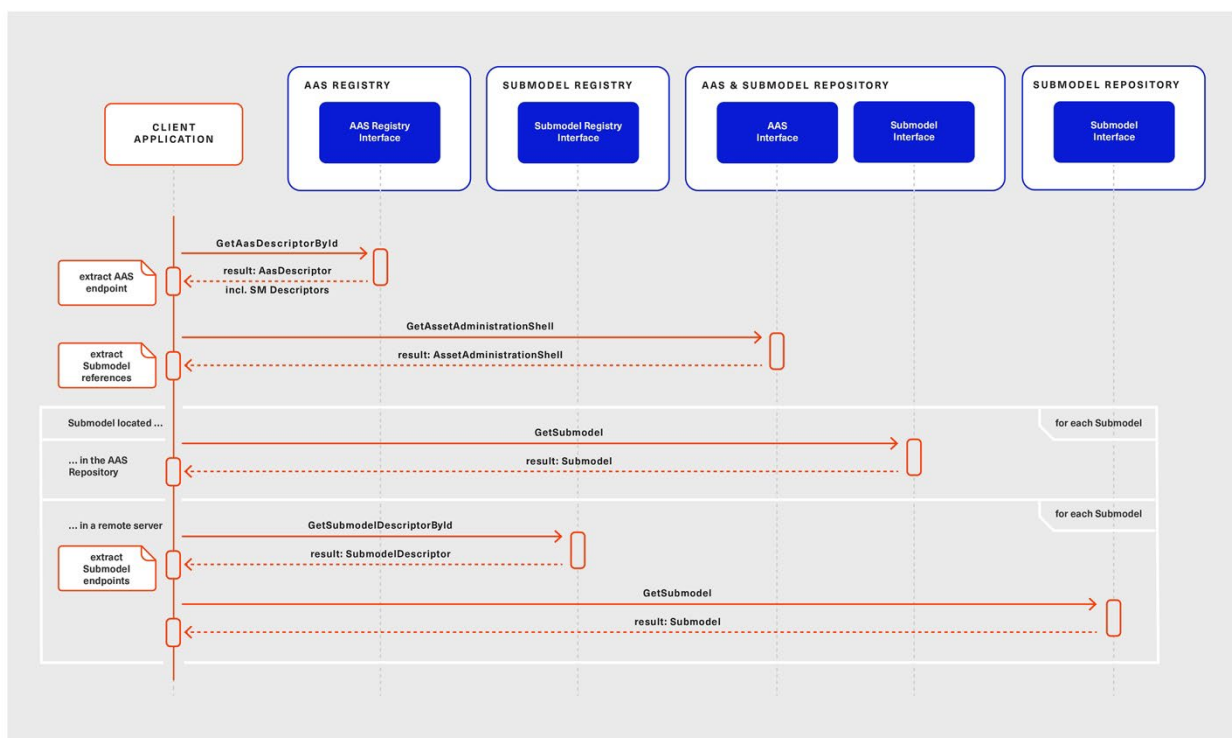 AAS REGISTRY
SUBMODEL REGISTRY
AAS & SUBMODEL REPOSITORY
SUBMODEL REPOSITORY
CLIENT
APPLICATION
AAS Registry
Interface
Submodel Registry
Interface
AAS
Interface
Submodel
Interface
Submodel
Interface
GetAasDescriptorById
extract AAS
endpoint
result: AasDescriptor
incl. SM Descriptors
GetAssetAdministrationShell
extract
Submodel
references
result: AssetAdministrationShell
Submodel located ...
for each Submodel
GetSubmodel
... in the AAS
Repository
result: Submodel
for each Submodel
... in a remote server
GetSubmodelDescriptorById
extract
Submodel
endpoints
result: SubmodelDescriptor
GetSubmodel
result: Submodel